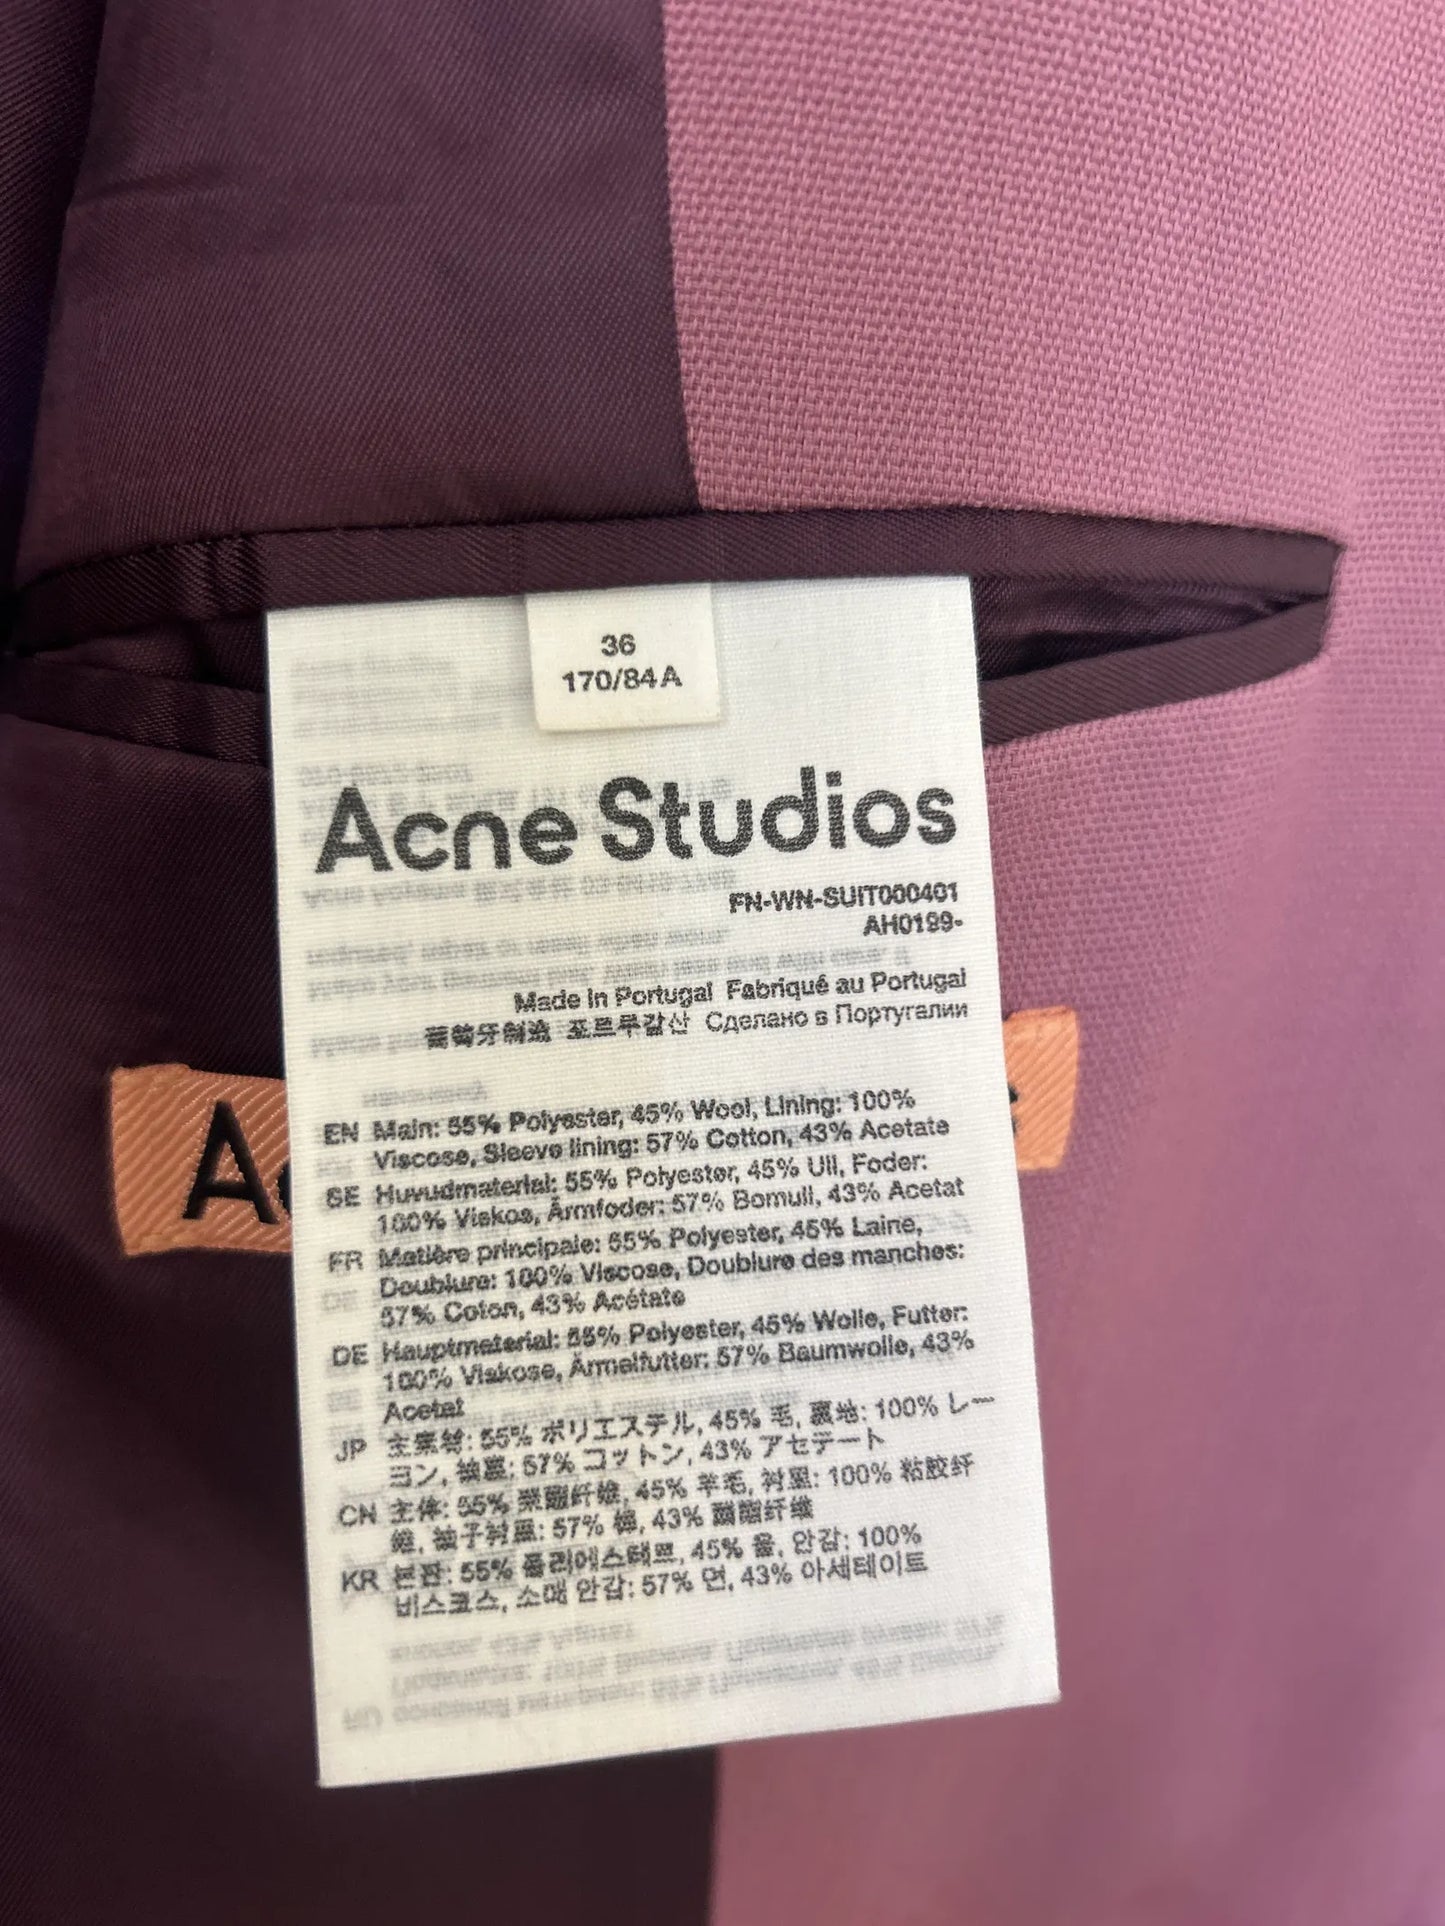 36
170/84A
Acne Studios
FN-WN-SUIT000401
AH0199-
Made in Portugal Fabriqué au Portugal
葡萄牙制造 포르투갈산 Сделано в Португалии
EN Main: 55% Polyester, 45% Wool, Lining: 100%
Viscose, Sleeve lining: 57% Cotton, 43% Acetate
SE Huvudmaterial: 55% Polyester, 45% Ull, Foder:
100% Viskos, Ärmfoder: 57% Bomull, 43% Acetat
FR Matière principale: 55% Polyester, 45% Laine,
Doublure: 100% Viscose, Doublure des manches:
57% Coton, 43% Acétate
DE Hauptmaterial: 55% Polyester, 45% Wolle, Futter:
100% Viskose, Ärmelfutter: 57% Baumwolle, 43%
Acetat
JP 主素材: 55% ポリエステル, 45% 毛, 裏地: 100% レー
ヨン, 袖裏: 57% コットン, 43% アセテート
CN 主体: 55% 聚酯纤维, 45% 羊毛, 衬里: 100% 粘胶纤
维, 袖子衬里: 57% 棉, 43% 醋酯纤维
KR 본판: 55% 폴리에스테르, 45% 울, 안감: 100%
비스코스, 소매 안감: 57% 면, 43% 아세테이트